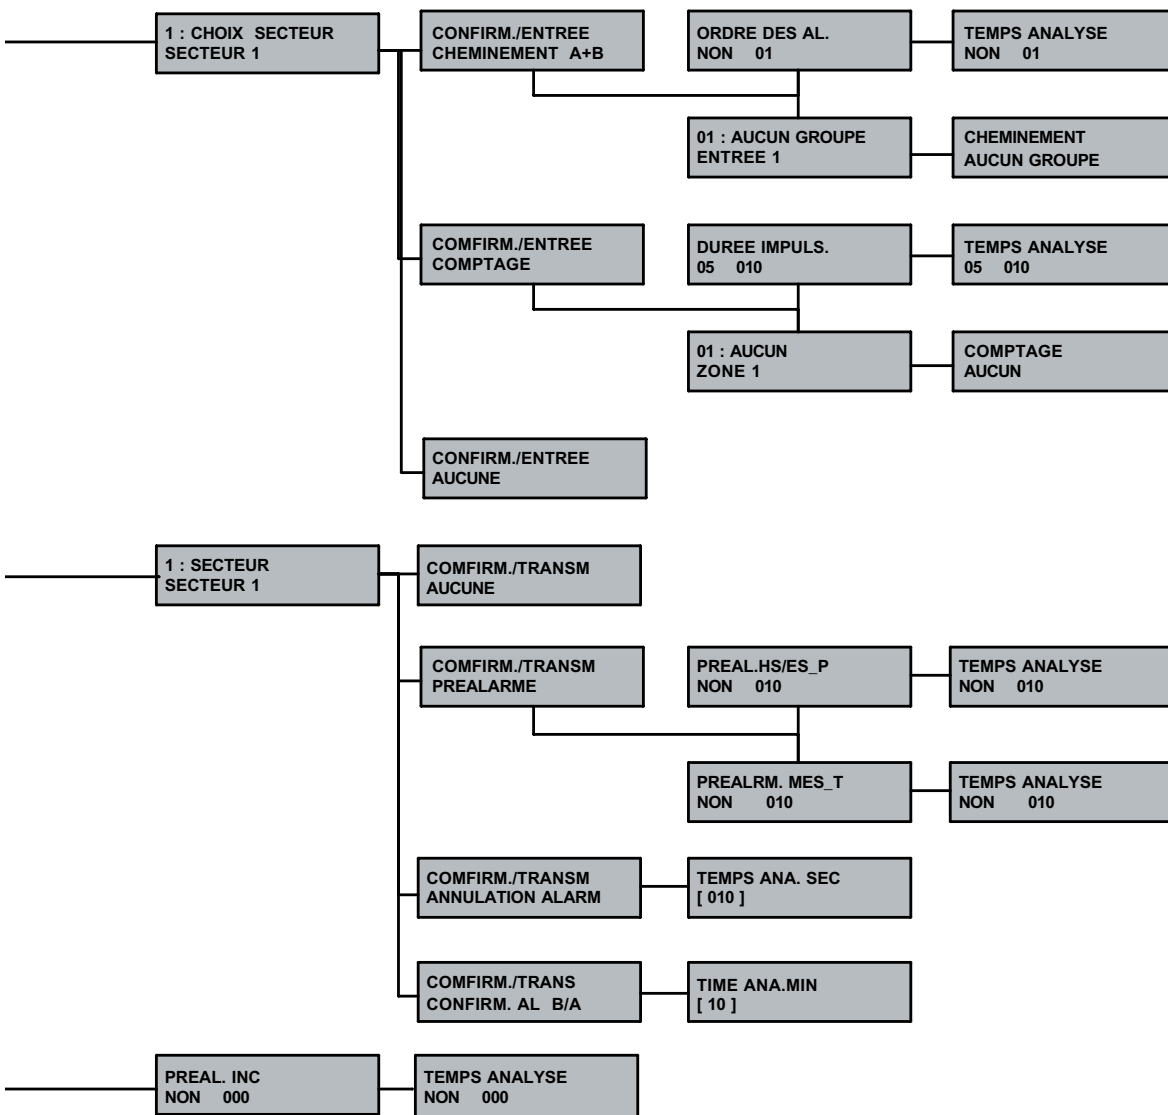 1 : CHOIX SECTEUR
SECTEUR 1
CONFIRM./ENTREE
CHEMINEMENT A+B
ORDRE DES AL.
NON 01
TEMPS ANALYSE
NON 01
01 : AUCUN GROUPE
ENTREE 1
CHEMINEMENT
AUCUN GROUPE
COMFIRM./ENTREE
COMPTAGE
DUREE IMPULS.
05 010
TEMPS ANALYSE
05 010
01 : AUCUN
ZONE 1
COMPTAGE
AUCUN
CONFIRM./ENTREE
AUCUNE
1 : SECTEUR
SECTEUR 1
COMFIRM./TRANSM
AUCUNE
COMFIRM./TRANSM
PREALARME
PREAL.HS/ES_P
NON 010
TEMPS ANALYSE
NON 010
PREALRM. MES_T
NON 010
TEMPS ANALYSE
NON 010
COMFIRM./TRANSM
ANNULATION ALARM
TEMPS ANA. SEC
[ 010 ]
COMFIRM./TRANS
CONFIRM. AL B/A
TIME ANA.MIN
[ 10 ]
PREAL. INC
NON 000
TEMPS ANALYSE
NON 000